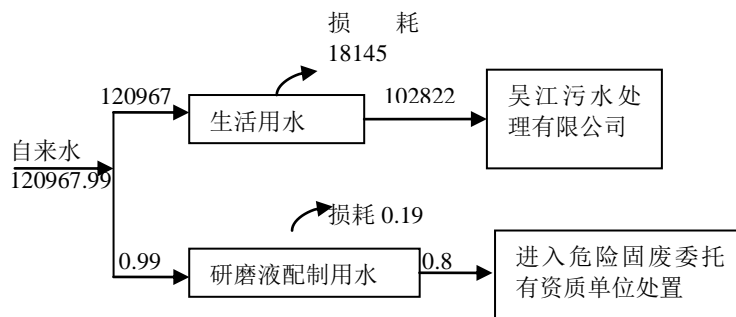 损 耗
18145
120967
生活用水
102822
吴江污水处
理有限公司
自来水
120967.99
损耗 0.19
0.99
研磨液配制用水
0.8
进入危险固废委托
有资质单位处置